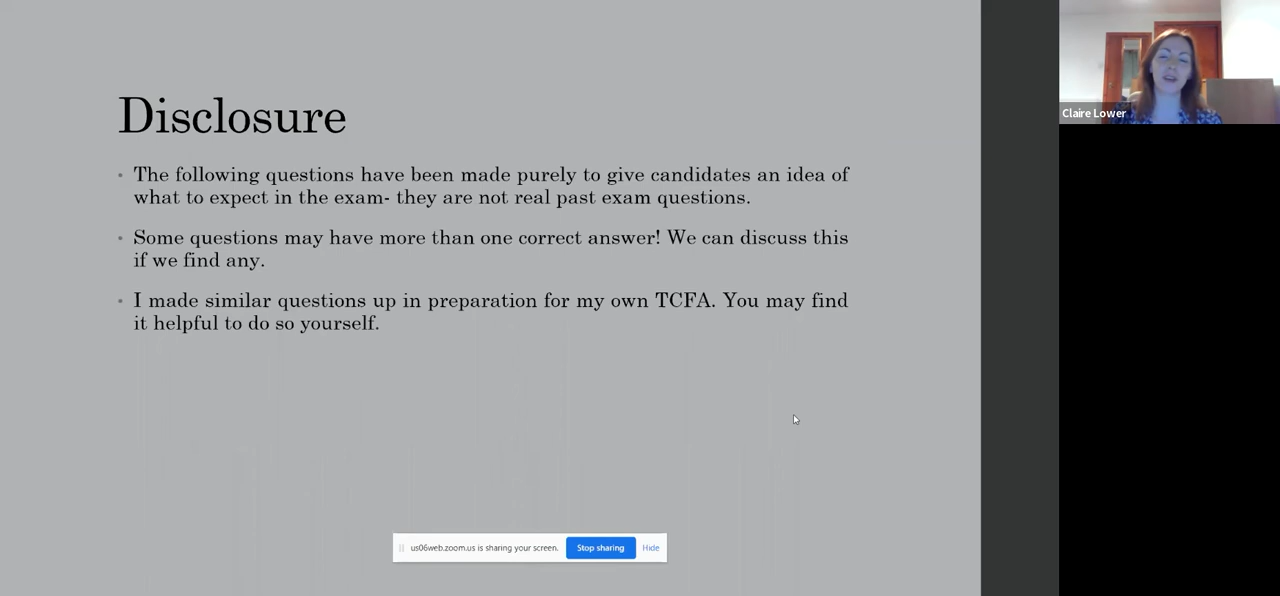 Disclosure
• The following questions have been made purely to give candidates an idea of
what to expect in the exam- they are not real past exam questions.
• Some questions may have more than one correct answer! We can discuss this
if we find any.
• I made similar questions up in preparation for my own TCFA. You may find
it helpful to do so yourself.
us06web.zoom.us is sharing your screen. Stop sharing Hide
Claire Lower